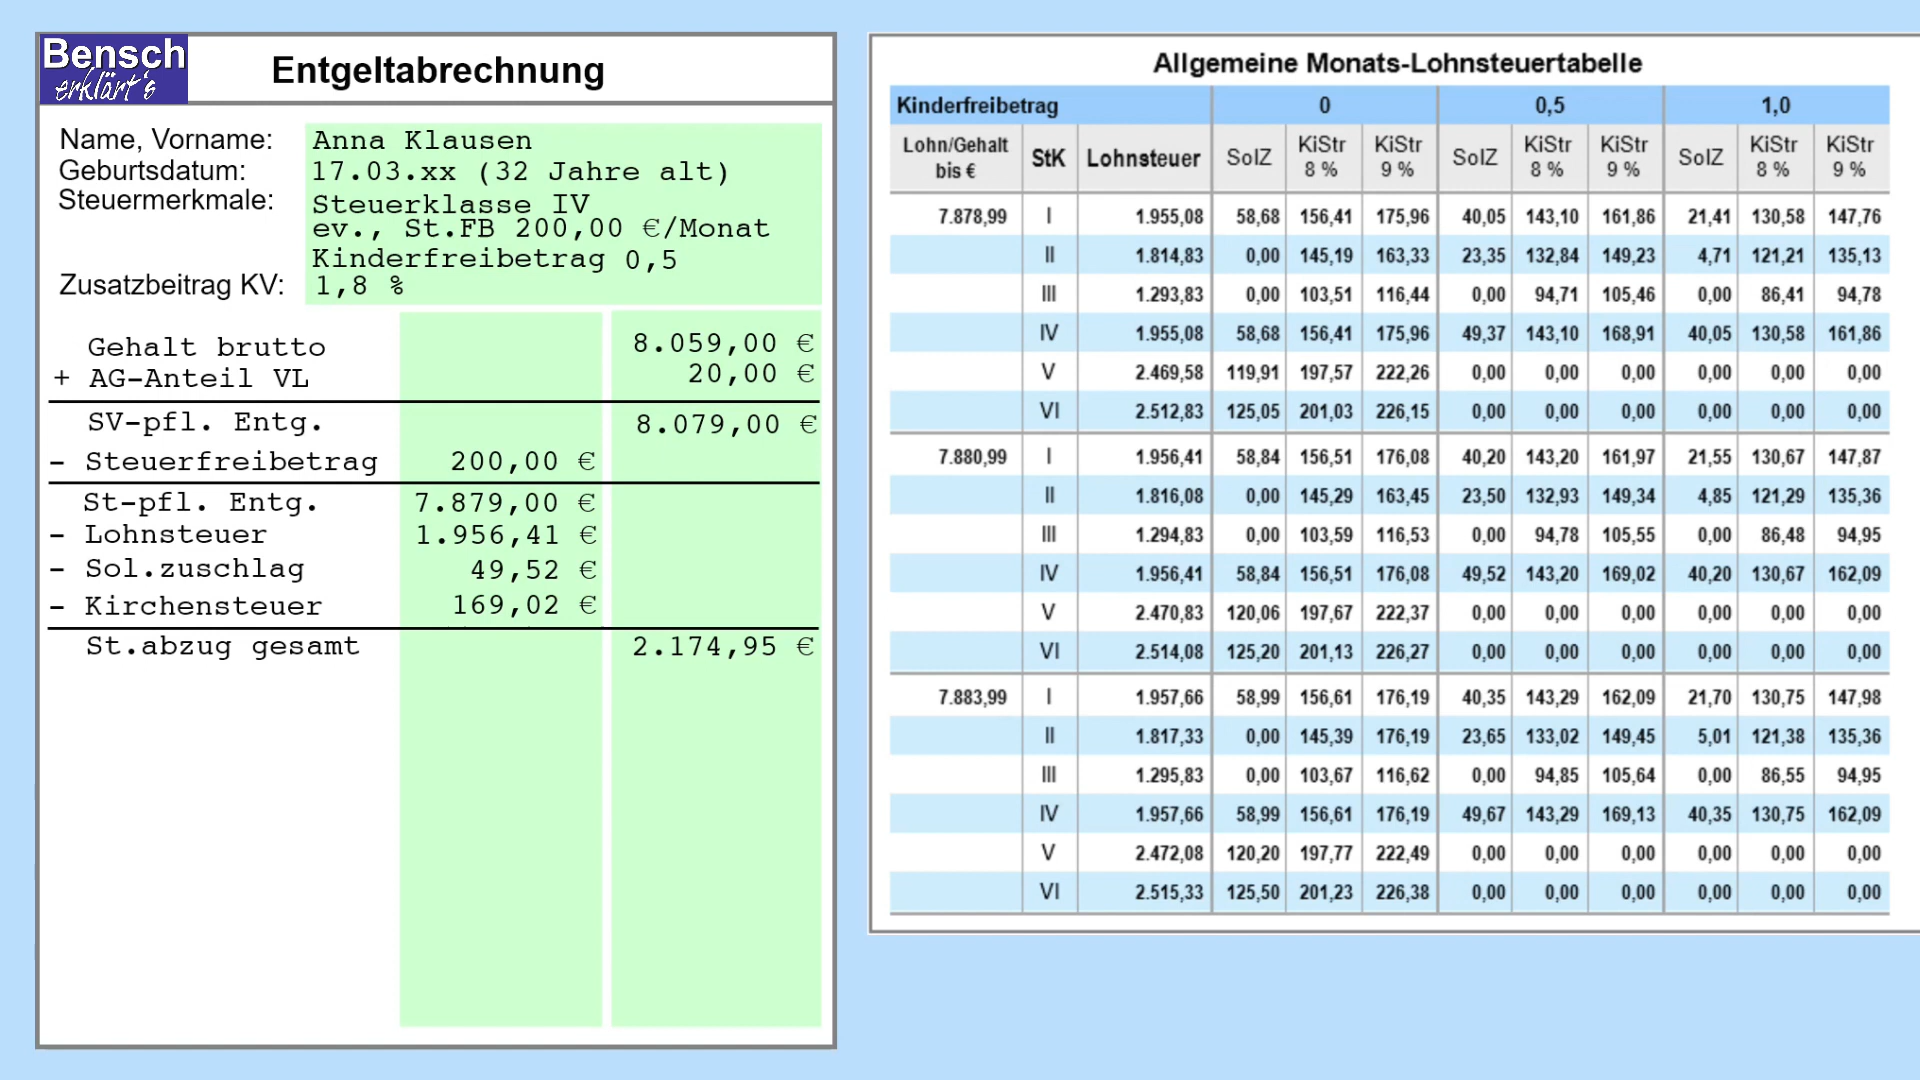 Bensch
erklärt's
Entgeltabrechnung
Name, Vorname: Anna Klausen
Geburtsdatum: 17.03.xx (32 Jahre alt)
Steuermerkmale: Steuerklasse IV
ev., St.FB 200,00 €/Monat
Kinderfreibetrag 0,5
Zusatzbeitrag KV: 1,8 %
Gehalt brutto 8.059,00 €
+ AG-Anteil VL 20,00 €
SV-pfl. Entg. 8.079,00 €
- Steuerfreibetrag 200,00 €
St-pfl. Entg. 7.879,00 €
- Lohnsteuer 1.956,41 €
- Sol.zuschlag 49,52 €
- Kirchensteuer 169,02 €
St.abzug gesamt 2.174,95 €
Allgemeine Monats-Lohnsteuertabelle
Kinderfreibetrag 0 0,5 1,0
Lohn/Gehalt bis € StK Lohnsteuer SolZ KiStr 8 % KiStr 9 % SolZ KiStr 8 % KiStr 9 % SolZ KiStr 8 % KiStr 9 %
7.878,99 I 1.955,08 58,68 156,41 175,96 40,05 143,10 161,86 21,41 130,58 147,76
II 1.814,83 0,00 145,19 163,33 23,35 132,84 149,23 4,71 121,21 135,13
III 1.293,83 0,00 103,51 116,44 0,00 94,71 105,46 0,00 86,41 94,78
IV 1.955,08 58,68 156,41 175,96 49,37 143,10 168,91 40,05 130,58 161,86
V 2.469,58 119,91 197,57 222,26 0,00 0,00 0,00 0,00 0,00 0,00
VI 2.512,83 125,05 201,03 226,15 0,00 0,00 0,00 0,00 0,00 0,00
7.880,99 I 1.956,41 58,84 156,51 176,08 40,20 143,20 161,97 21,55 130,67 147,87
II 1.816,08 0,00 145,29 163,45 23,50 132,93 149,34 4,85 121,29 135,36
III 1.294,83 0,00 103,59 116,53 0,00 94,78 105,55 0,00 86,48 94,95
IV 1.956,41 58,84 156,51 176,08 49,52 143,20 169,02 40,20 130,67 162,09
V 2.470,83 120,06 197,67 222,37 0,00 0,00 0,00 0,00 0,00 0,00
VI 2.514,08 125,20 201,13 226,27 0,00 0,00 0,00 0,00 0,00 0,00
7.883,99 I 1.957,66 58,99 156,61 176,19 40,35 143,29 162,09 21,70 130,75 147,98
II 1.817,33 0,00 145,39 176,19 23,65 133,02 149,45 5,01 121,38 135,36
III 1.295,83 0,00 103,67 116,62 0,00 94,85 105,64 0,00 86,55 94,95
IV 1.957,66 58,99 156,61 176,19 49,67 143,29 169,13 40,35 130,75 162,09
V 2.472,08 120,20 197,77 222,49 0,00 0,00 0,00 0,00 0,00 0,00
VI 2.515,33 125,50 201,23 226,38 0,00 0,00 0,00 0,00 0,00 0,00